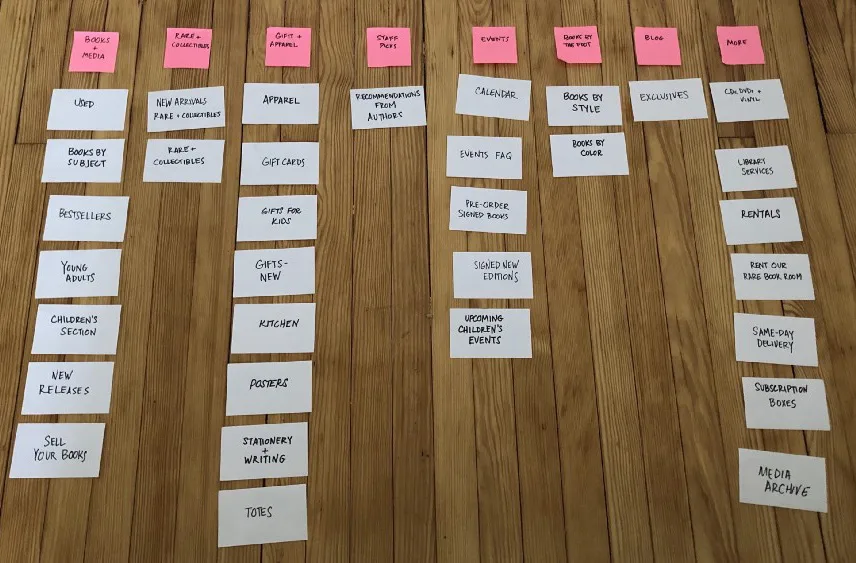 BOOKS
+
MEDIA
RARE +
COLLECTIBLES
GIFT +
APPAREL
STAFF
PICKS
EVENTS
BOOKS BY
THE FOOT
BLOG
MORE
USED
BOOKS BY
SUBJECT
BESTSELLERS
YOUNG
ADULTS
CHILDREN'S
SECTION
NEW
RELEASES
SELL
YOUR BOOKS
NEW ARRIVALS
RARE + COLLECTIBLES
RARE +
COLLECTIBLES
APPAREL
GIFT CARDS
GIFTS FOR
KIDS
GIFTS-
NEW
KITCHEN
POSTERS
STATIONERY
+
WRITING
TOTES
RECOMMENDATIONS
FROM
AUTHORS
CALENDAR
EVENTS FAQ
PRE-ORDER
SIGNED BOOKS
SIGNED NEW
EDITIONS
UPCOMING
CHILDREN'S
EVENTS
BOOKS BY
STYLE
BOOKS BY
COLOR
EXCLUSIVES
CDs DVDs +
VINYL
LIBRARY
SERVICES
RENTALS
RENT OUR
RARE BOOK ROOM
SAME-DAY
DELIVERY
SUBSCRIPTION
BOXES
MEDIA
ARCHIVE